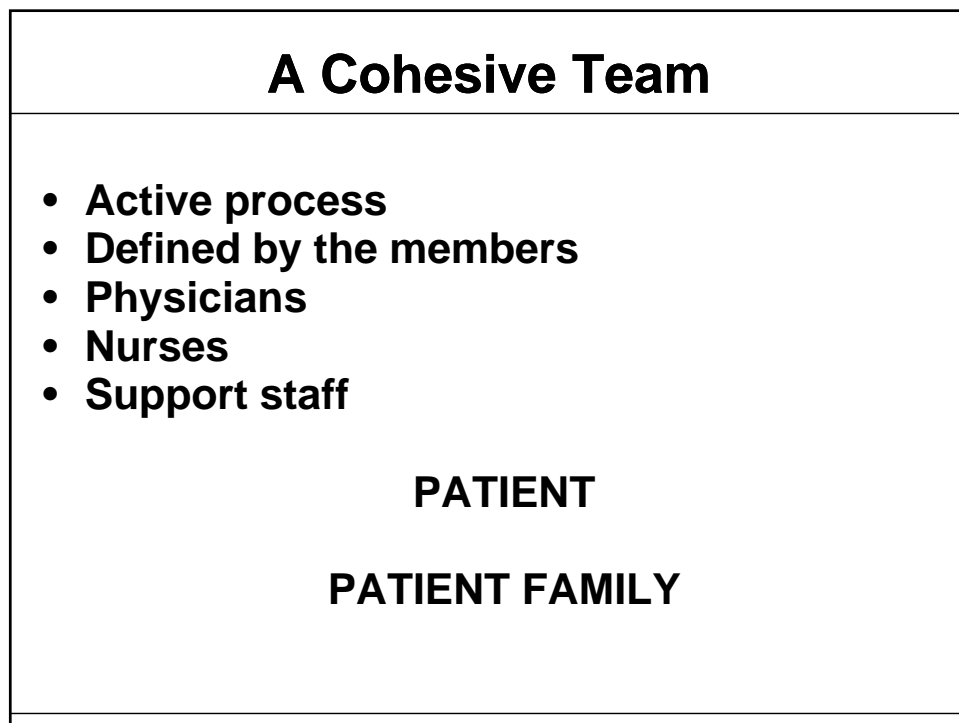 A Cohesive Team
• Active process
• Defined by the members
• Physicians
• Nurses
• Support staff
PATIENT
PATIENT FAMILY